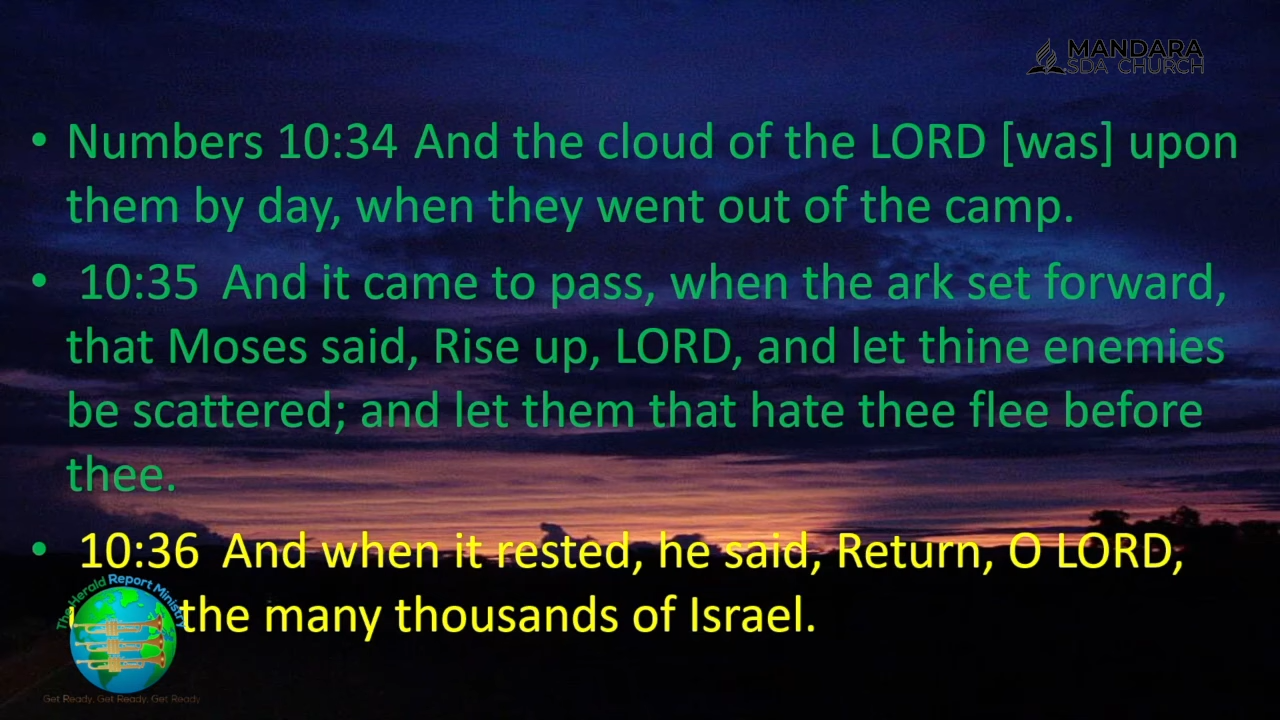 MANDARA
SDA CHURCH
• Numbers 10:34 And the cloud of the LORD [was] upon
them by day, when they went out of the camp.
• 10:35 And it came to pass, when the ark set forward,
that Moses said, Rise up, LORD, and let thine enemies
be scattered; and let them that hate thee flee before
thee.
• 10:36 And when it rested, he said, Return, O LORD,
the many thousands of Israel.
The Herald Report Ministry
Get Ready. Get Ready. Get Ready